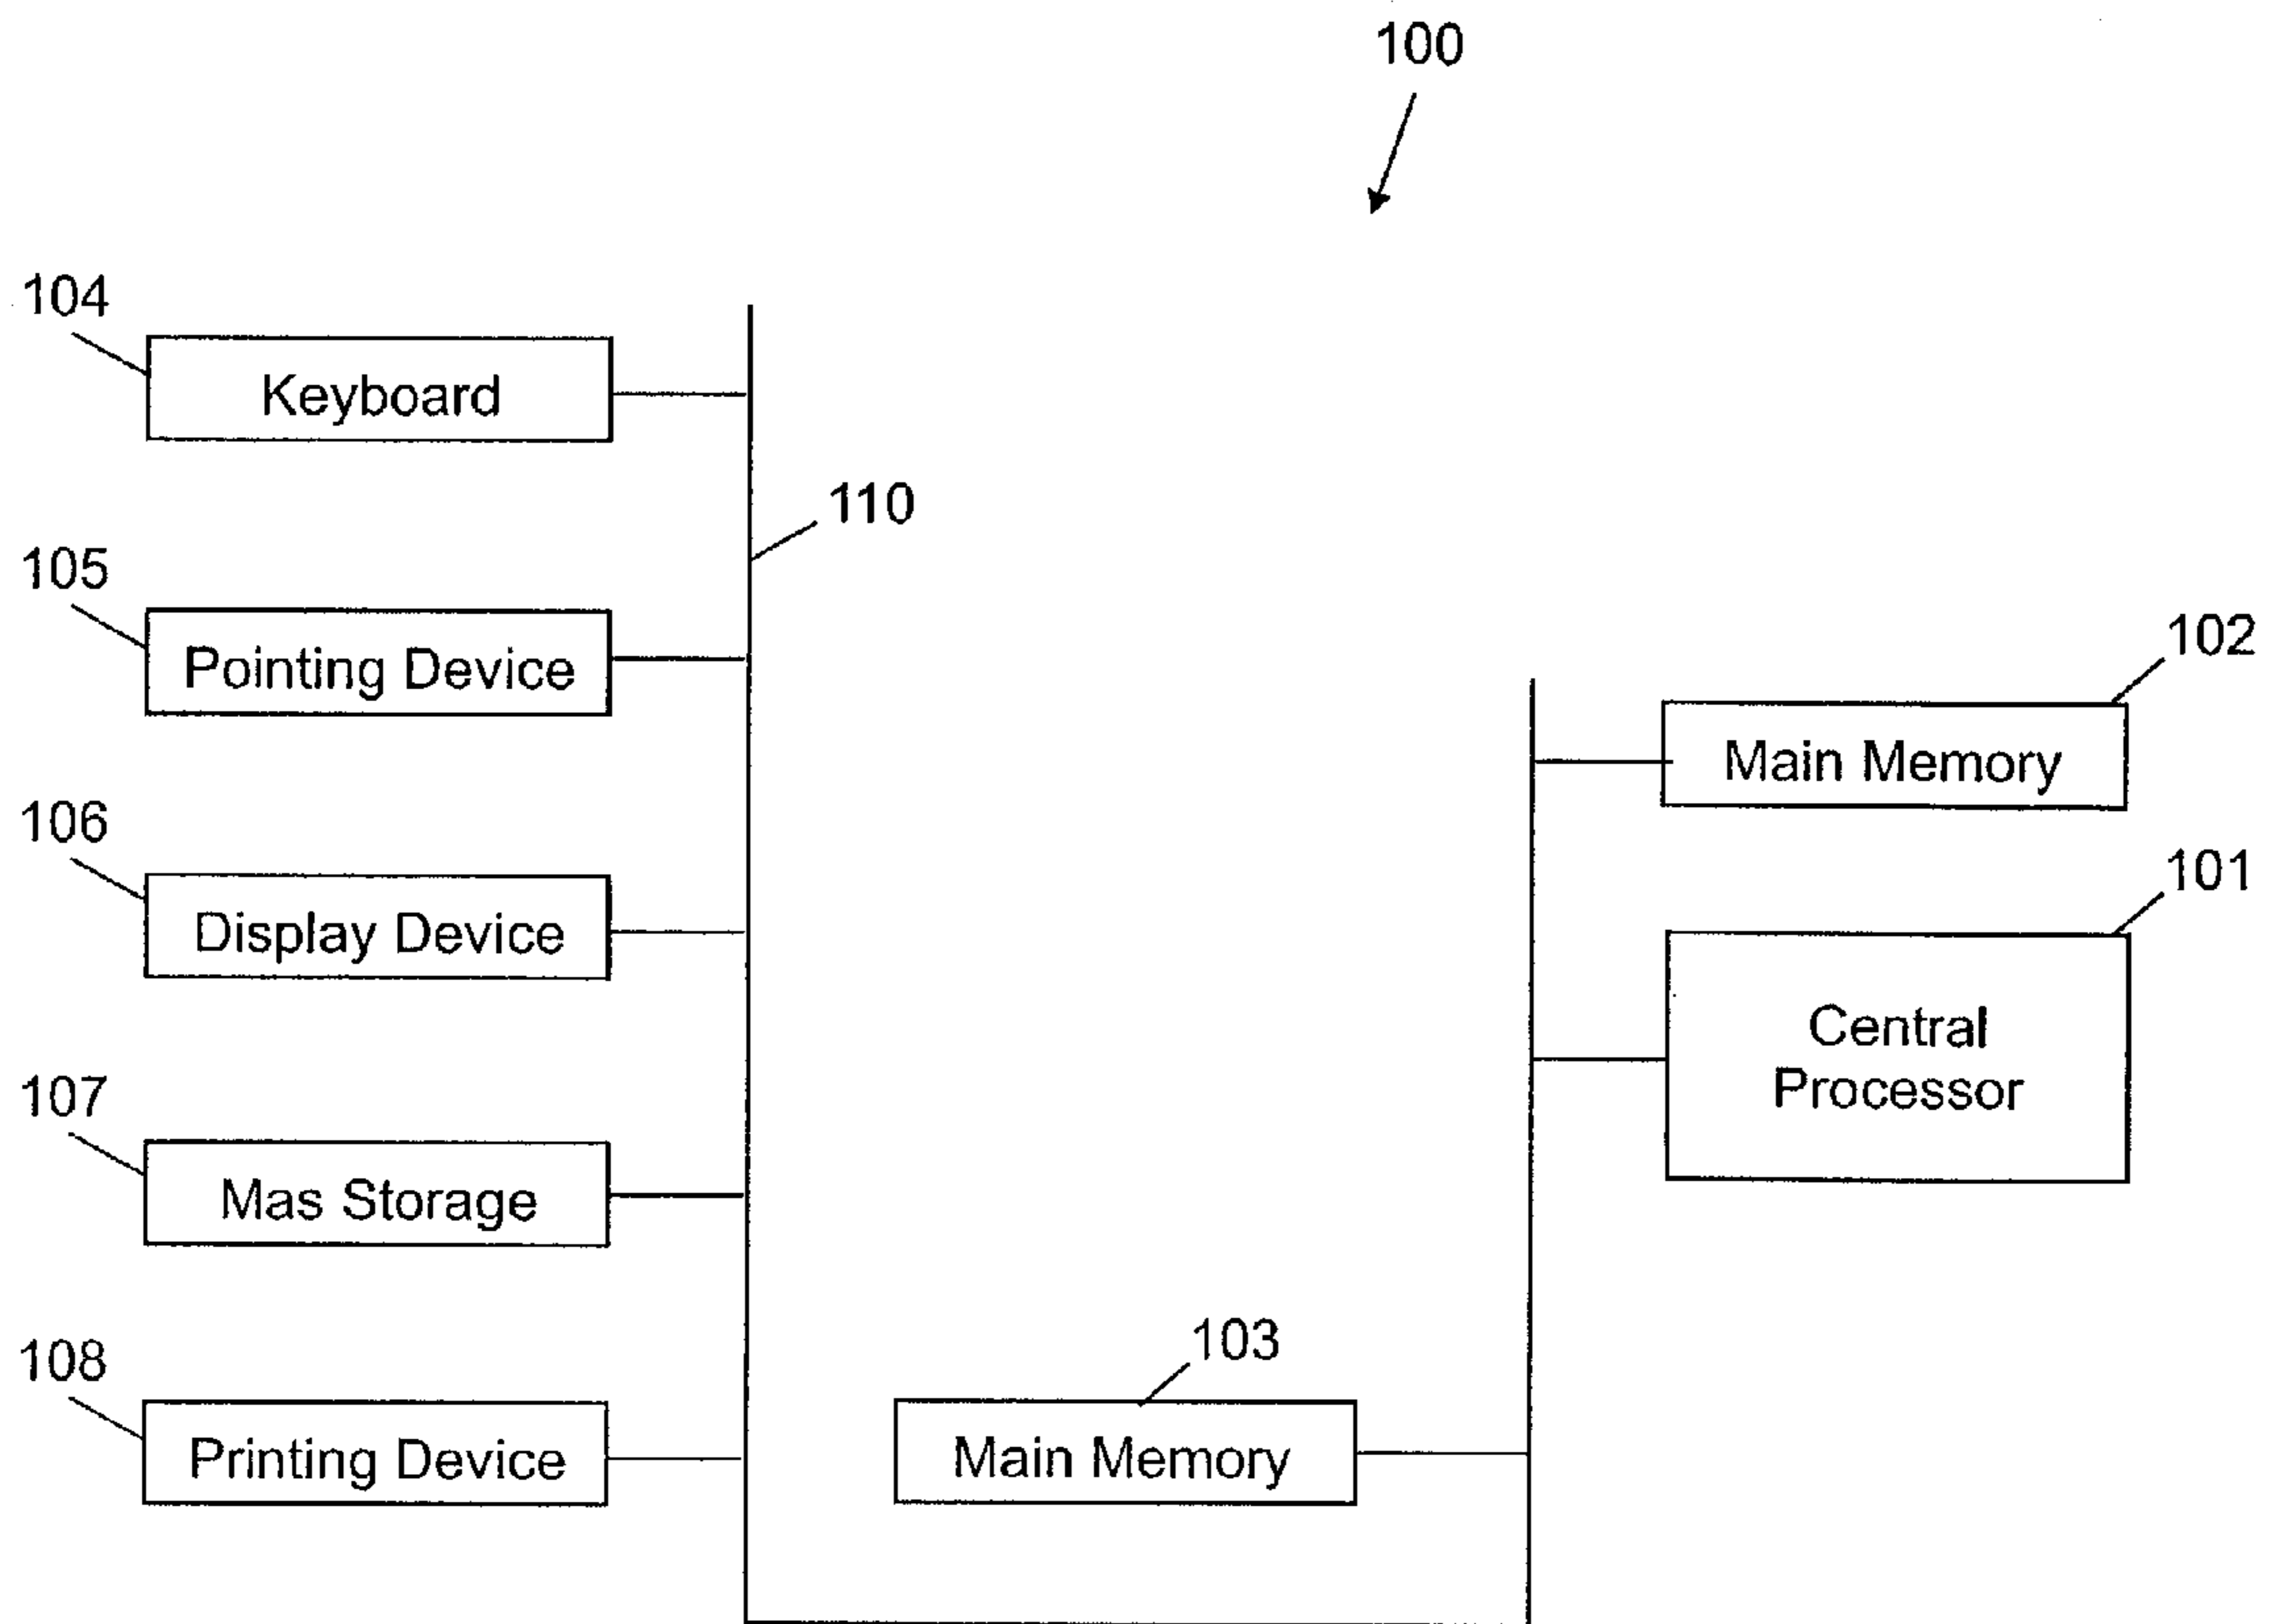 100
104
Keyboard
110
105
Pointing Device
102
Main Memory
106
Display Device
101
Central
Processor
107
Mas Storage
103
108
Main Memory
Printing Device